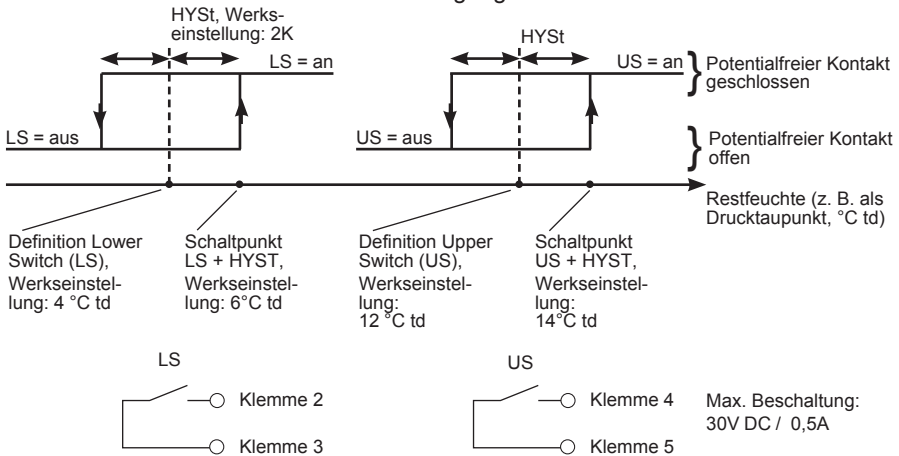 HYSt, Werks-
einstellung: 2K
HYSt
LS = an
US = an
Potentialfreier Kontakt
geschlossen
LS = aus
US = aus
Potentialfreier Kontakt
offen
Restfeuchte (z. B. als
Drucktaupunkt, °C td)
Definition Lower
Switch (LS),
Werkseinstel-
lung: 4 °C td
Schaltpunkt
LS + HYST,
Werkseinstel-
lung: 6°C td
Definition Upper
Switch (US),
Werkseinstel-
lung:
12 °C td
Schaltpunkt
US + HYST,
Werkseinstel-
lung:
14°C td
LS
Klemme 2
Klemme 3
US
Klemme 4
Klemme 5
Max. Beschaltung:
30V DC / 0,5A